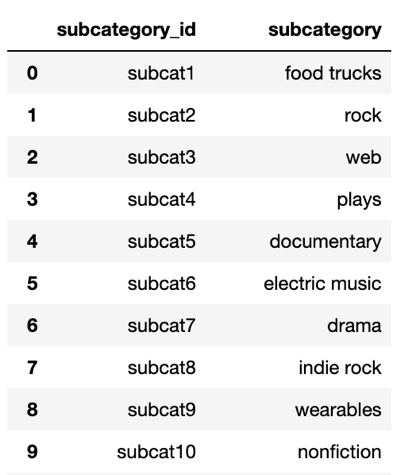 subcategory_id subcategory
0 subcat1 food trucks
1 subcat2 rock
2 subcat3 web
3 subcat4 plays
4 subcat5 documentary
5 subcat6 electric music
6 subcat7 drama
7 subcat8 indie rock
8 subcat9 wearables
9 subcat10 nonfiction